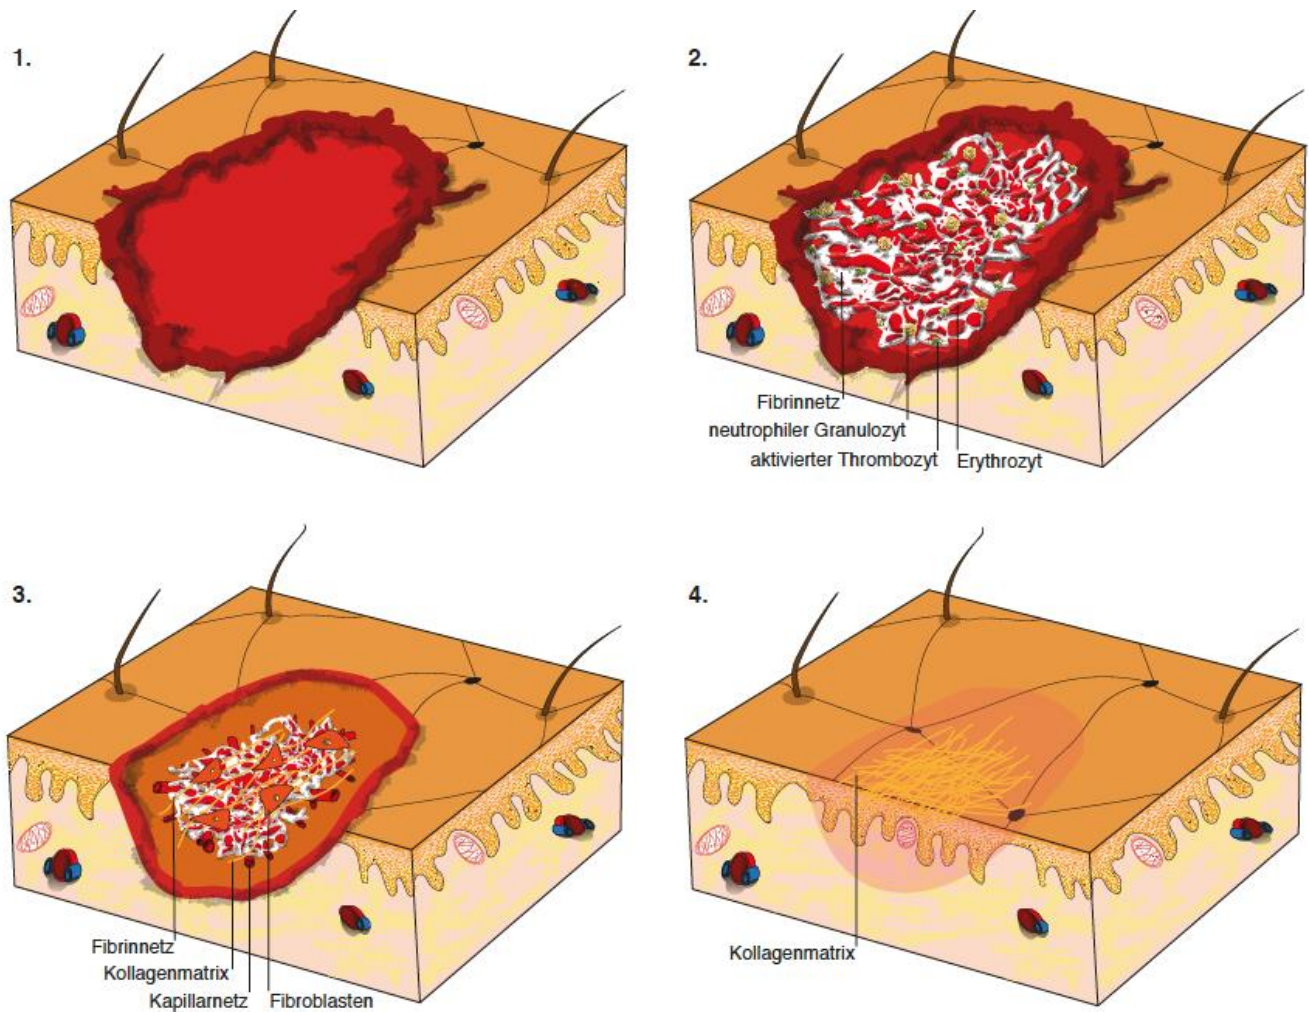 1.
2.
Fibrinnetz
neutrophiler Granulozyt
aktivierter Thrombozyt
Erythrozyt
3.
4.
Fibrinnetz
Kollagenmatrix
Kapillarnetz
Fibroblasten
Kollagenmatrix